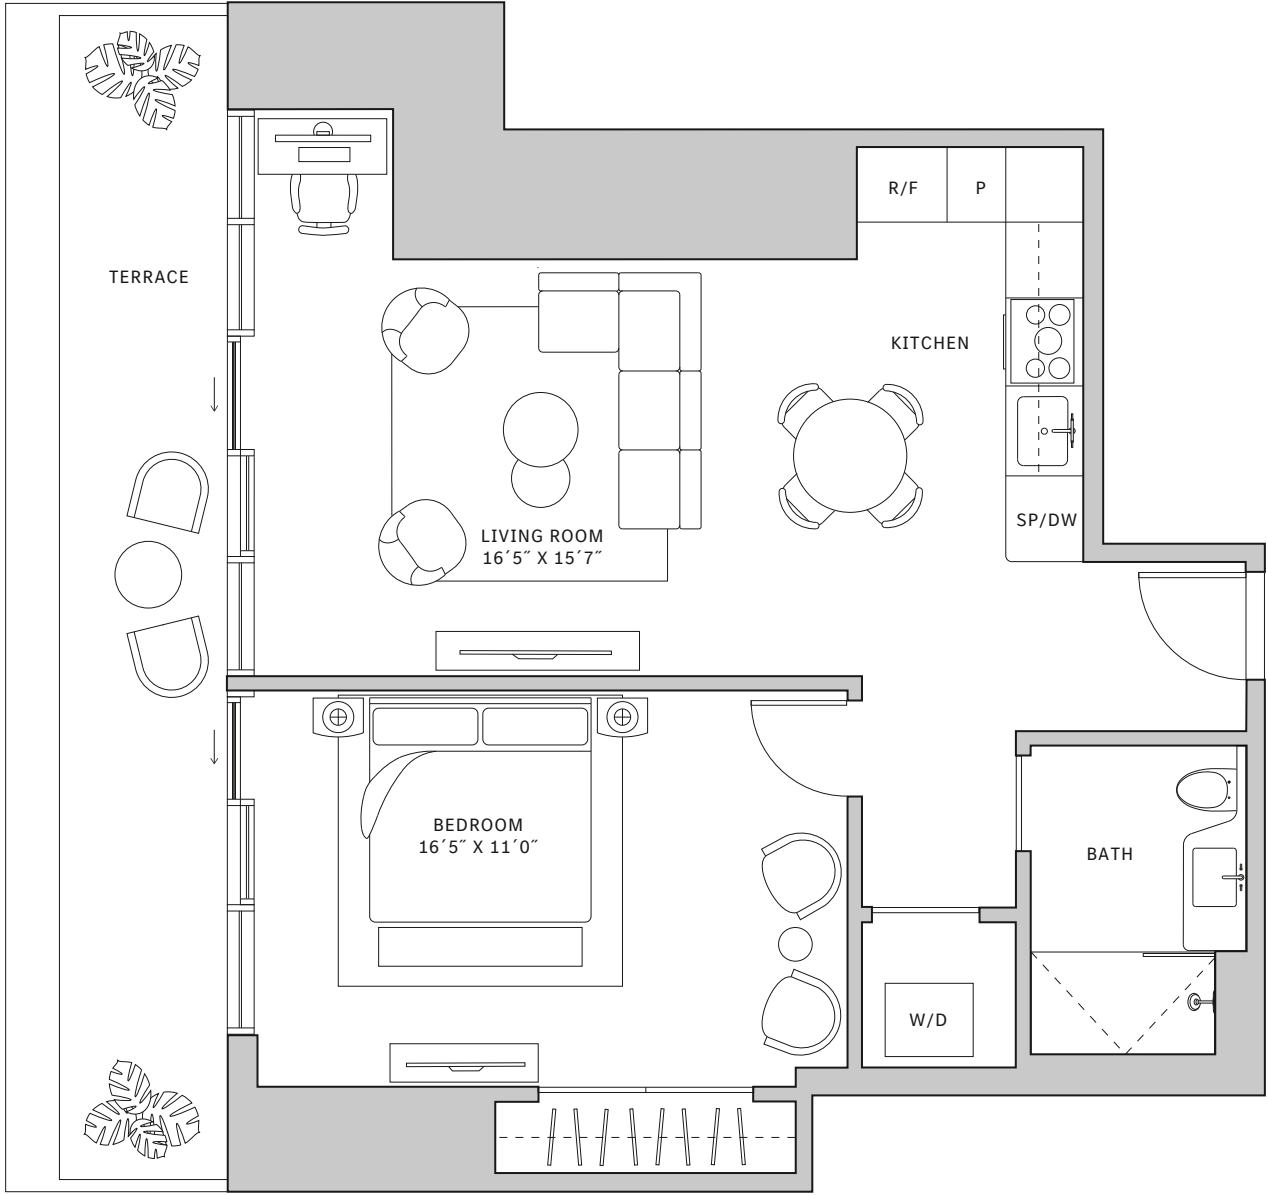 R/F
P
TERRACE
KITCHEN
SP/DW
LIVING ROOM
16´5˝ X 15´7˝
BEDROOM
16´5˝ X 11´0˝
BATH
W/D